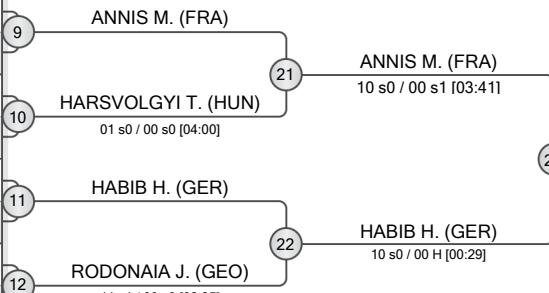 ANNIS M. (FRA)
9
21
ANNIS M. (FRA)
10 s0 / 00 s1 [03:41]
HARSVOLGYI T. (HUN)
10
01 s0 / 00 s0 [04:00]
HABIB H. (GER)
11
22
HABIB H. (GER)
10 s0 / 00 H [00:29]
RODONAIA J. (GEO)
12